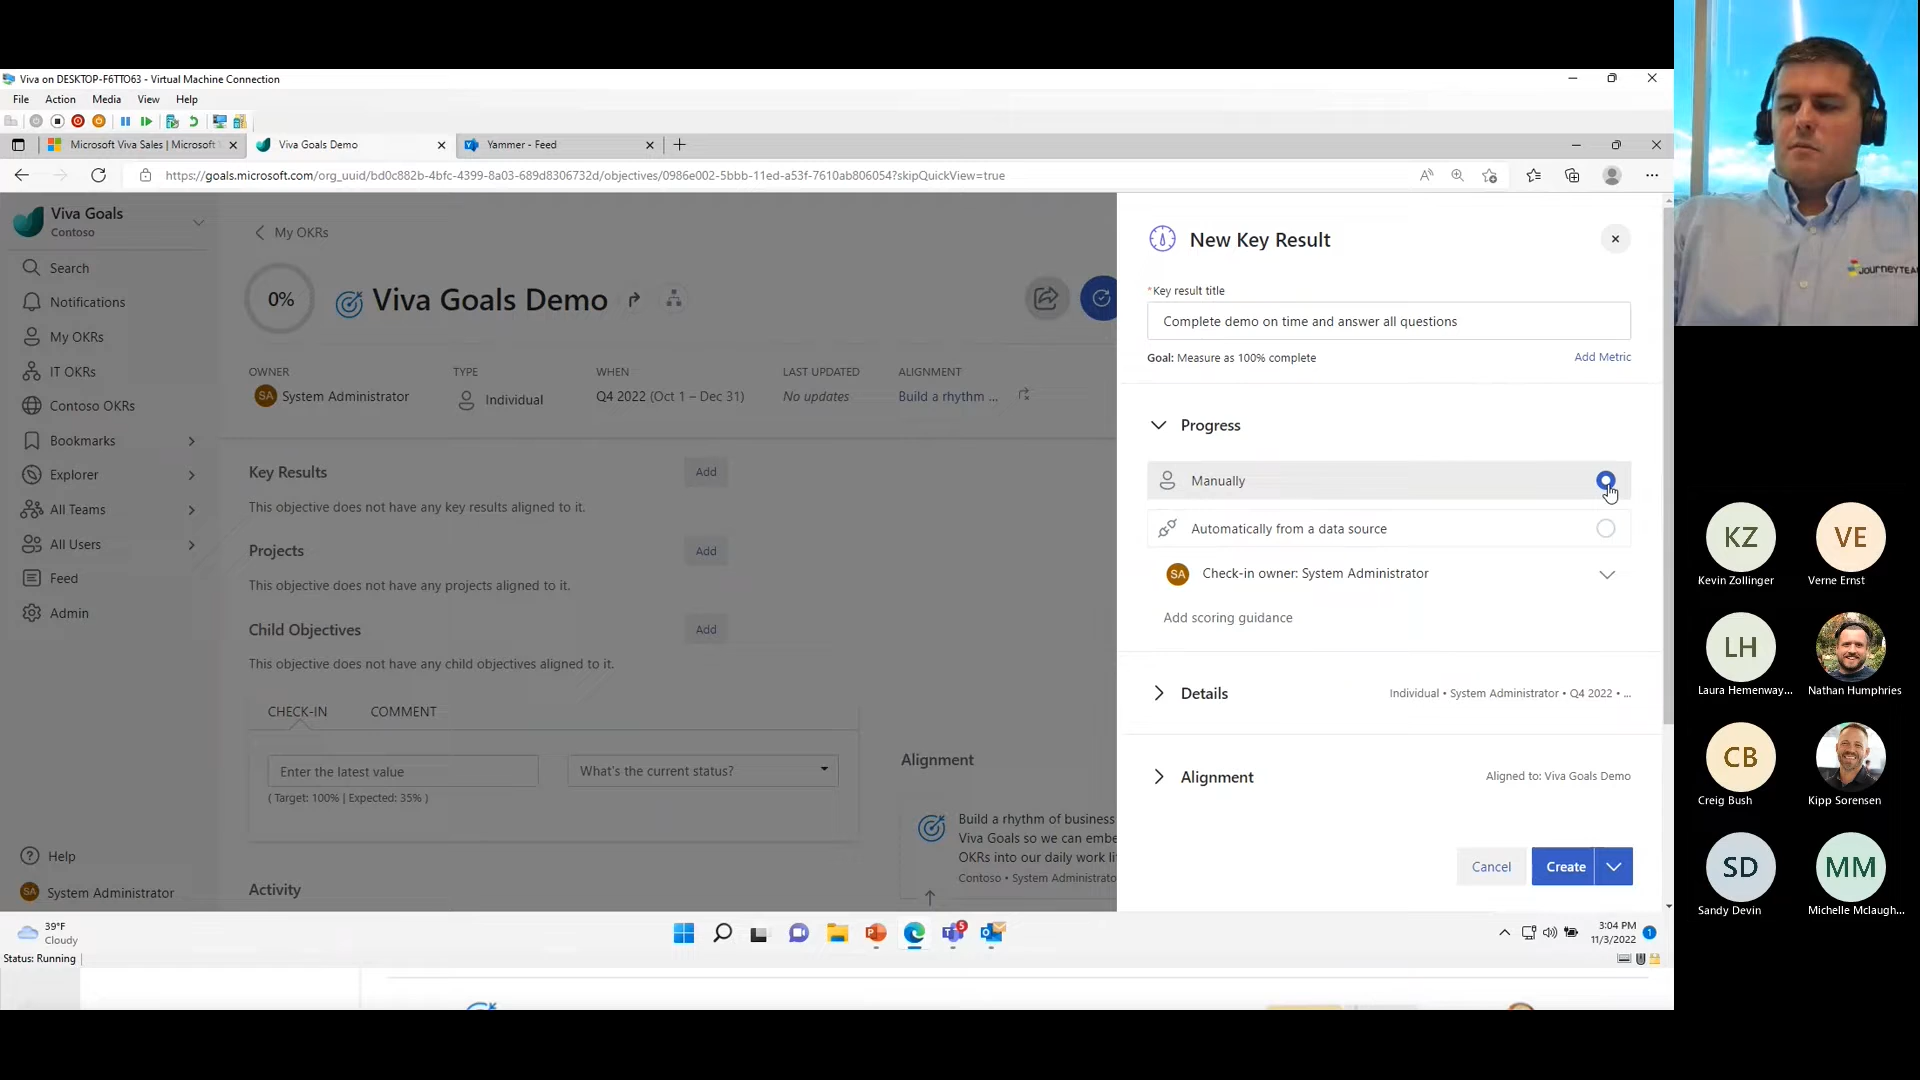 Viva on DESKTOP-F6TTO63 - Virtual Machine Connection
File Action Media View Help
Microsoft Viva Sales | Microsoft
Viva Goals Demo
Yammer - Feed
https://goals.microsoft.com/org_uuid/bd0c882b-4bfc-4399-8a03-689d8306732d/objectives/0986e002-5bbb-11ed-a53f-7610ab806054?skipQuickView=true
Viva Goals
Contoso
Search
Notifications
My OKRs
IT OKRs
Contoso OKRs
Bookmarks
Explorer
All Teams
All Users
Feed
Admin
Help
SA System Administrator
My OKRs
0%
Viva Goals Demo
OWNER TYPE WHEN LAST UPDATED ALIGNMENT
SA System Administrator Individual Q4 2022 (Oct 1 – Dec 31) No updates Build a rhythm ...
Key Results Add
This objective does not have any key results aligned to it.
Projects Add
This objective does not have any projects aligned to it.
Child Objectives Add
This objective does not have any child objectives aligned to it.
CHECK-IN COMMENT
Enter the latest value What's the current status?
( Target: 100% | Expected: 35% )
Alignment
Build a rhythm of business
Viva Goals so we can embe
OKRs into our daily work li
Contoso • System Administrato
Activity
New Key Result
*Key result title
Complete demo on time and answer all questions
Goal: Measure as 100% complete Add Metric
Progress
Manually
Automatically from a data source
SA Check-in owner: System Administrator
Add scoring guidance
Details Individual • System Administrator • Q4 2022 • ...
Alignment Aligned to: Viva Goals Demo
Cancel Create
39°F
Cloudy
5
3:04 PM
11/3/2022
1
Status: Running
JOURNEYTEA
KZ VE
Kevin Zollinger Verne Ernst
LH
Laura Hemenway... Nathan Humphries
CB
Creig Bush Kipp Sorensen
SD MM
Sandy Devin Michelle Mclaugh...